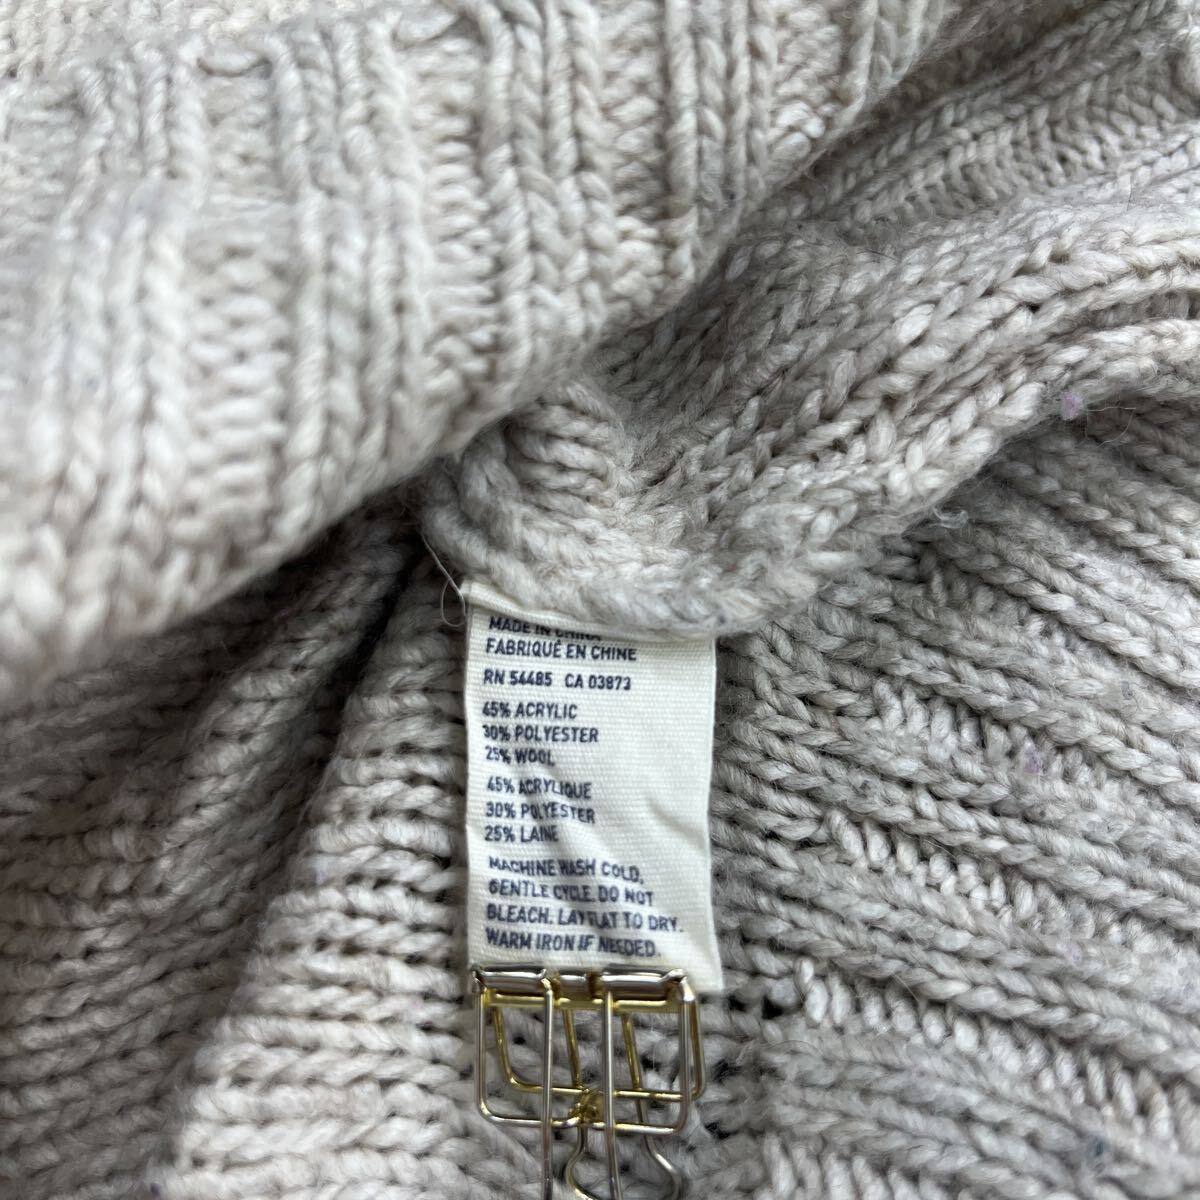 MADE IN CHINA
FABRIQUÉ EN CHINE
RN 54485 CA 03873
45% ACRYLIC
30% POLYESTER
25% WOOL
45% ACRYLIQUE
30% POLYESTER
25% LAINE
MACHINE WASH COLD,
GENTLE CYCLE. DO NOT
BLEACH. LAY FLAT TO DRY.
WARM IRON IF NEEDED.